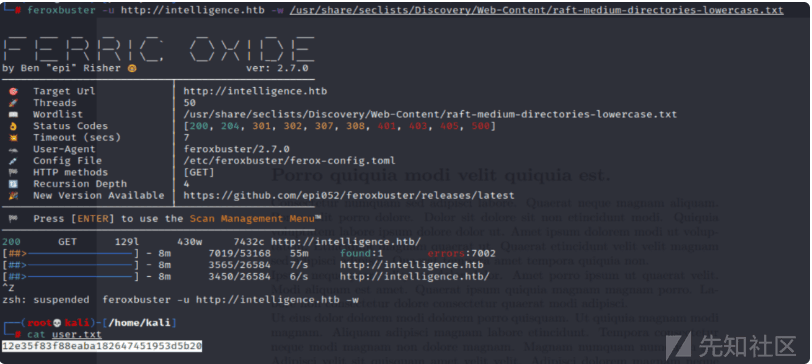 └─# feroxbuster -u http://intelligence.htb -w /usr/share/seclists/Discovery/Web-Content/raft-medium-directories-lowercase.txt
FERRIC OXIDE
by Ben "epi" Risher 🤓 ver: 2.7.0
🎯 Target Url │ http://intelligence.htb
🚀 Threads │ 50
📖 Wordlist │ /usr/share/seclists/Discovery/Web-Content/raft-medium-directories-lowercase.txt
👌 Status Codes │ [200, 204, 301, 302, 307, 308, 401, 403, 405, 500]
💥 Timeout (secs) │ 7
🦡 User-Agent │ feroxbuster/2.7.0
💉 Config File │ /etc/feroxbuster/ferox-config.toml
🏁 HTTP methods │ [GET]
🔃 Recursion Depth │ 4
🎉 New Version Available │ https://github.com/epi052/feroxbuster/releases/latest
🏁 Press [ENTER] to use the Scan Management Menu™
200 GET 129l 430w 7432c http://intelligence.htb/
[##>-----------------] - 8m 7019/53168 55m found:1 errors:7002
[##>-----------------] - 8m 3565/26584 7/s http://intelligence.htb
[##>-----------------] - 8m 3450/26584 6/s http://intelligence.htb/
^Z
zsh: suspended feroxbuster -u http://intelligence.htb -w
┌──(root💀kali)-[/home/kali]
└─# cat user.txt
12e35f83f88eaba182647451953d5b20
Porro quiquia modi velit quiquia est.
先知社区